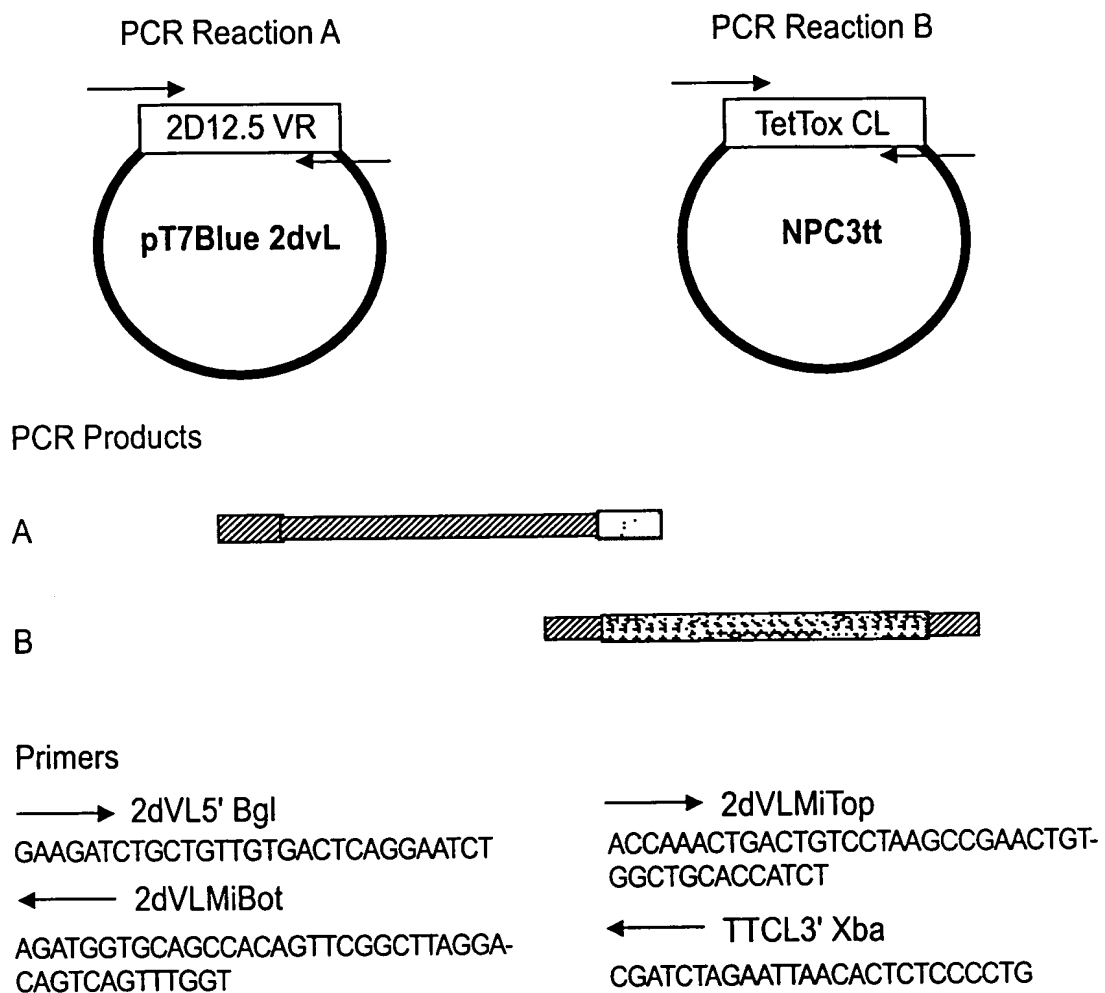 PCR Reaction A
PCR Reaction B
2D12.5 VR
TetTox CL
pT7Blue 2dvL
NPC3tt
PCR Products
A
B
Primers
2dVL5' Bgl
GAAGATCTGCTGTTGTGACTCAGGAATCT
2dVLMiBot
AGATGGTGCAGCCACAGTTCGGCTTAGGA-
CAGTCAGTTTGGT
2dVLMiTop
ACCAAACTGACTGTCCTAAGCCGAACTGT-
GGCTGCACCATCT
TTCL3' Xba
CGATCTAGAATTAACACTCTCCCCTG